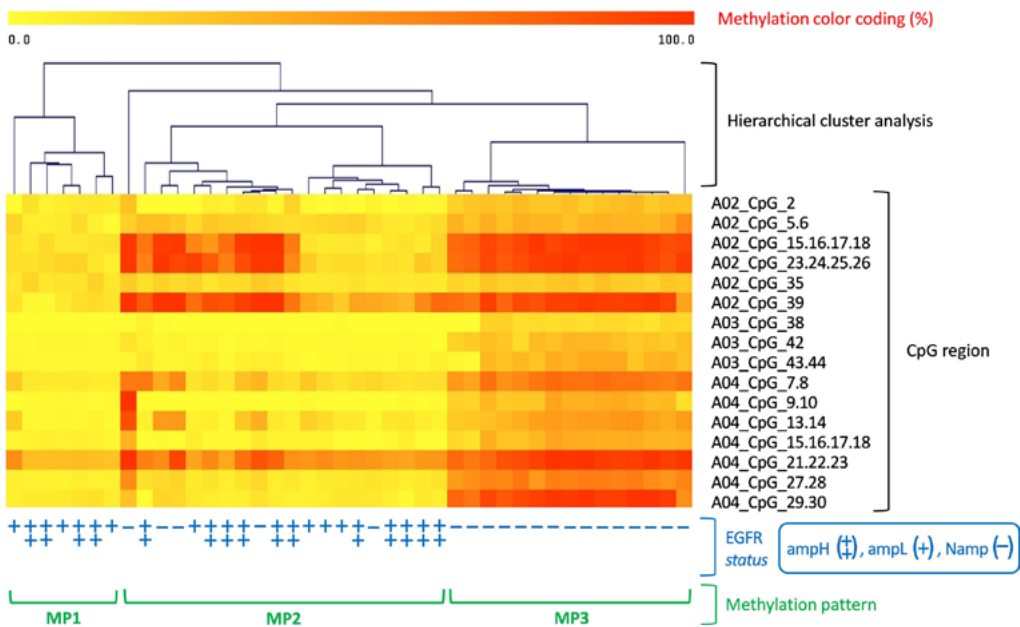 Methylation color coding (%)
0.0 100.0
Hierarchical cluster analysis
A02_CpG_2
A02_CpG_5.6
A02_CpG_15.16.17.18
A02_CpG_23.24.25.26
A02_CpG_35
A02_CpG_39
A03_CpG_38
A03_CpG_42
A03_CpG_43.44
A04_CpG_7.8
A04_CpG_9.10
A04_CpG_13.14
A04_CpG_15.16.17.18
A04_CpG_21.22.23
A04_CpG_27.28
A04_CpG_29.30
CpG region
EGFR
status
ampH (‡), ampL (+), Namp (−)
MP1 MP2 MP3
Methylation pattern